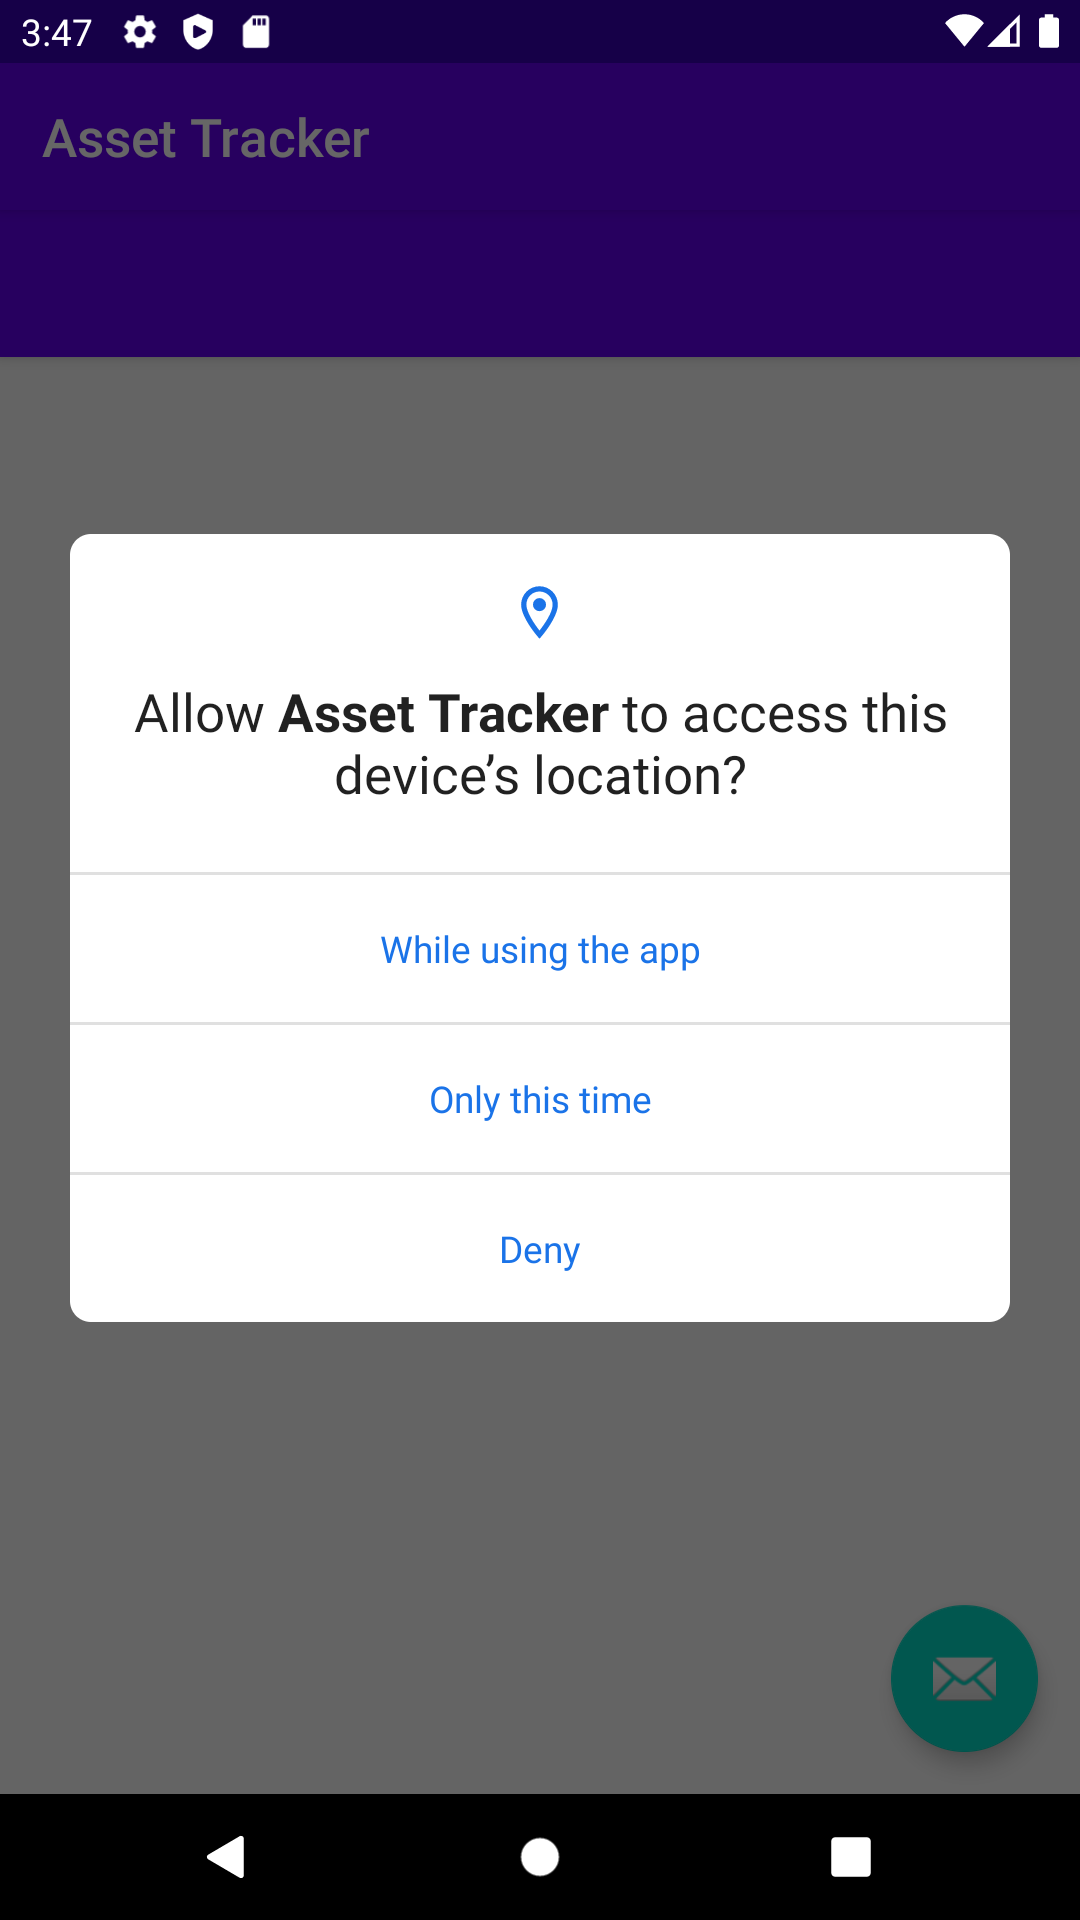 3:47
Asset Tracker
Allow Asset Tracker to access this
device’s location?
While using the app
Only this time
Deny